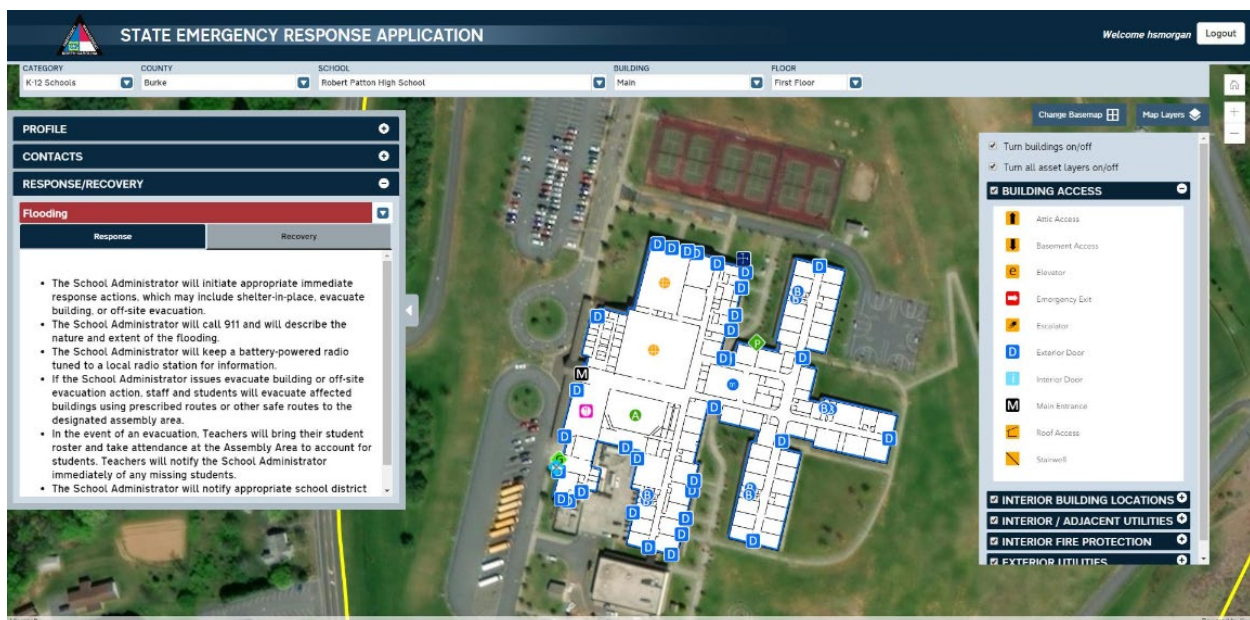 STATE EMERGENCY RESPONSE APPLICATION
Welcome hsmorgan
Logout
CATEGORY
COUNTY
SCHOOL
BUILDING
FLOOR
K-12 Schools
Burke
Robert Patton High School
Main
First Floor
Change Basemap
Map Layers
PROFILE
CONTACTS
RESPONSE/RECOVERY
Flooding
Response
Recovery
• The School Administrator will initiate appropriate immediate
response actions, which may include shelter-in-place, evacuate
building, or off-site evacuation.
• The School Administrator will call 911 and will describe the
nature and extent of the flooding.
• The School Administrator will keep a battery-powered radio
tuned to a local radio station for information.
• If the School Administrator issues evacuate building or off-site
evacuation action, staff and students will evacuate affected
buildings using prescribed routes or other safe routes to the
designated assembly area.
• In the event of an evacuation, Teachers will bring their student
roster and take attendance at the Assembly Area to account for
students. Teachers will notify the School Administrator
immediately of any missing students.
• The School Administrator will notify appropriate school district
Turn buildings on/off
Turn all asset layers on/off
BUILDING ACCESS
Attic Access
Basement Access
e Elevator
Emergency Exit
Escalator
D Exterior Door
I Interior Door
M Main Entrance
Roof Access
Stairwell
INTERIOR BUILDING LOCATIONS
INTERIOR / ADJACENT UTILITIES
INTERIOR FIRE PROTECTION
EXTERIOR UTILITIES